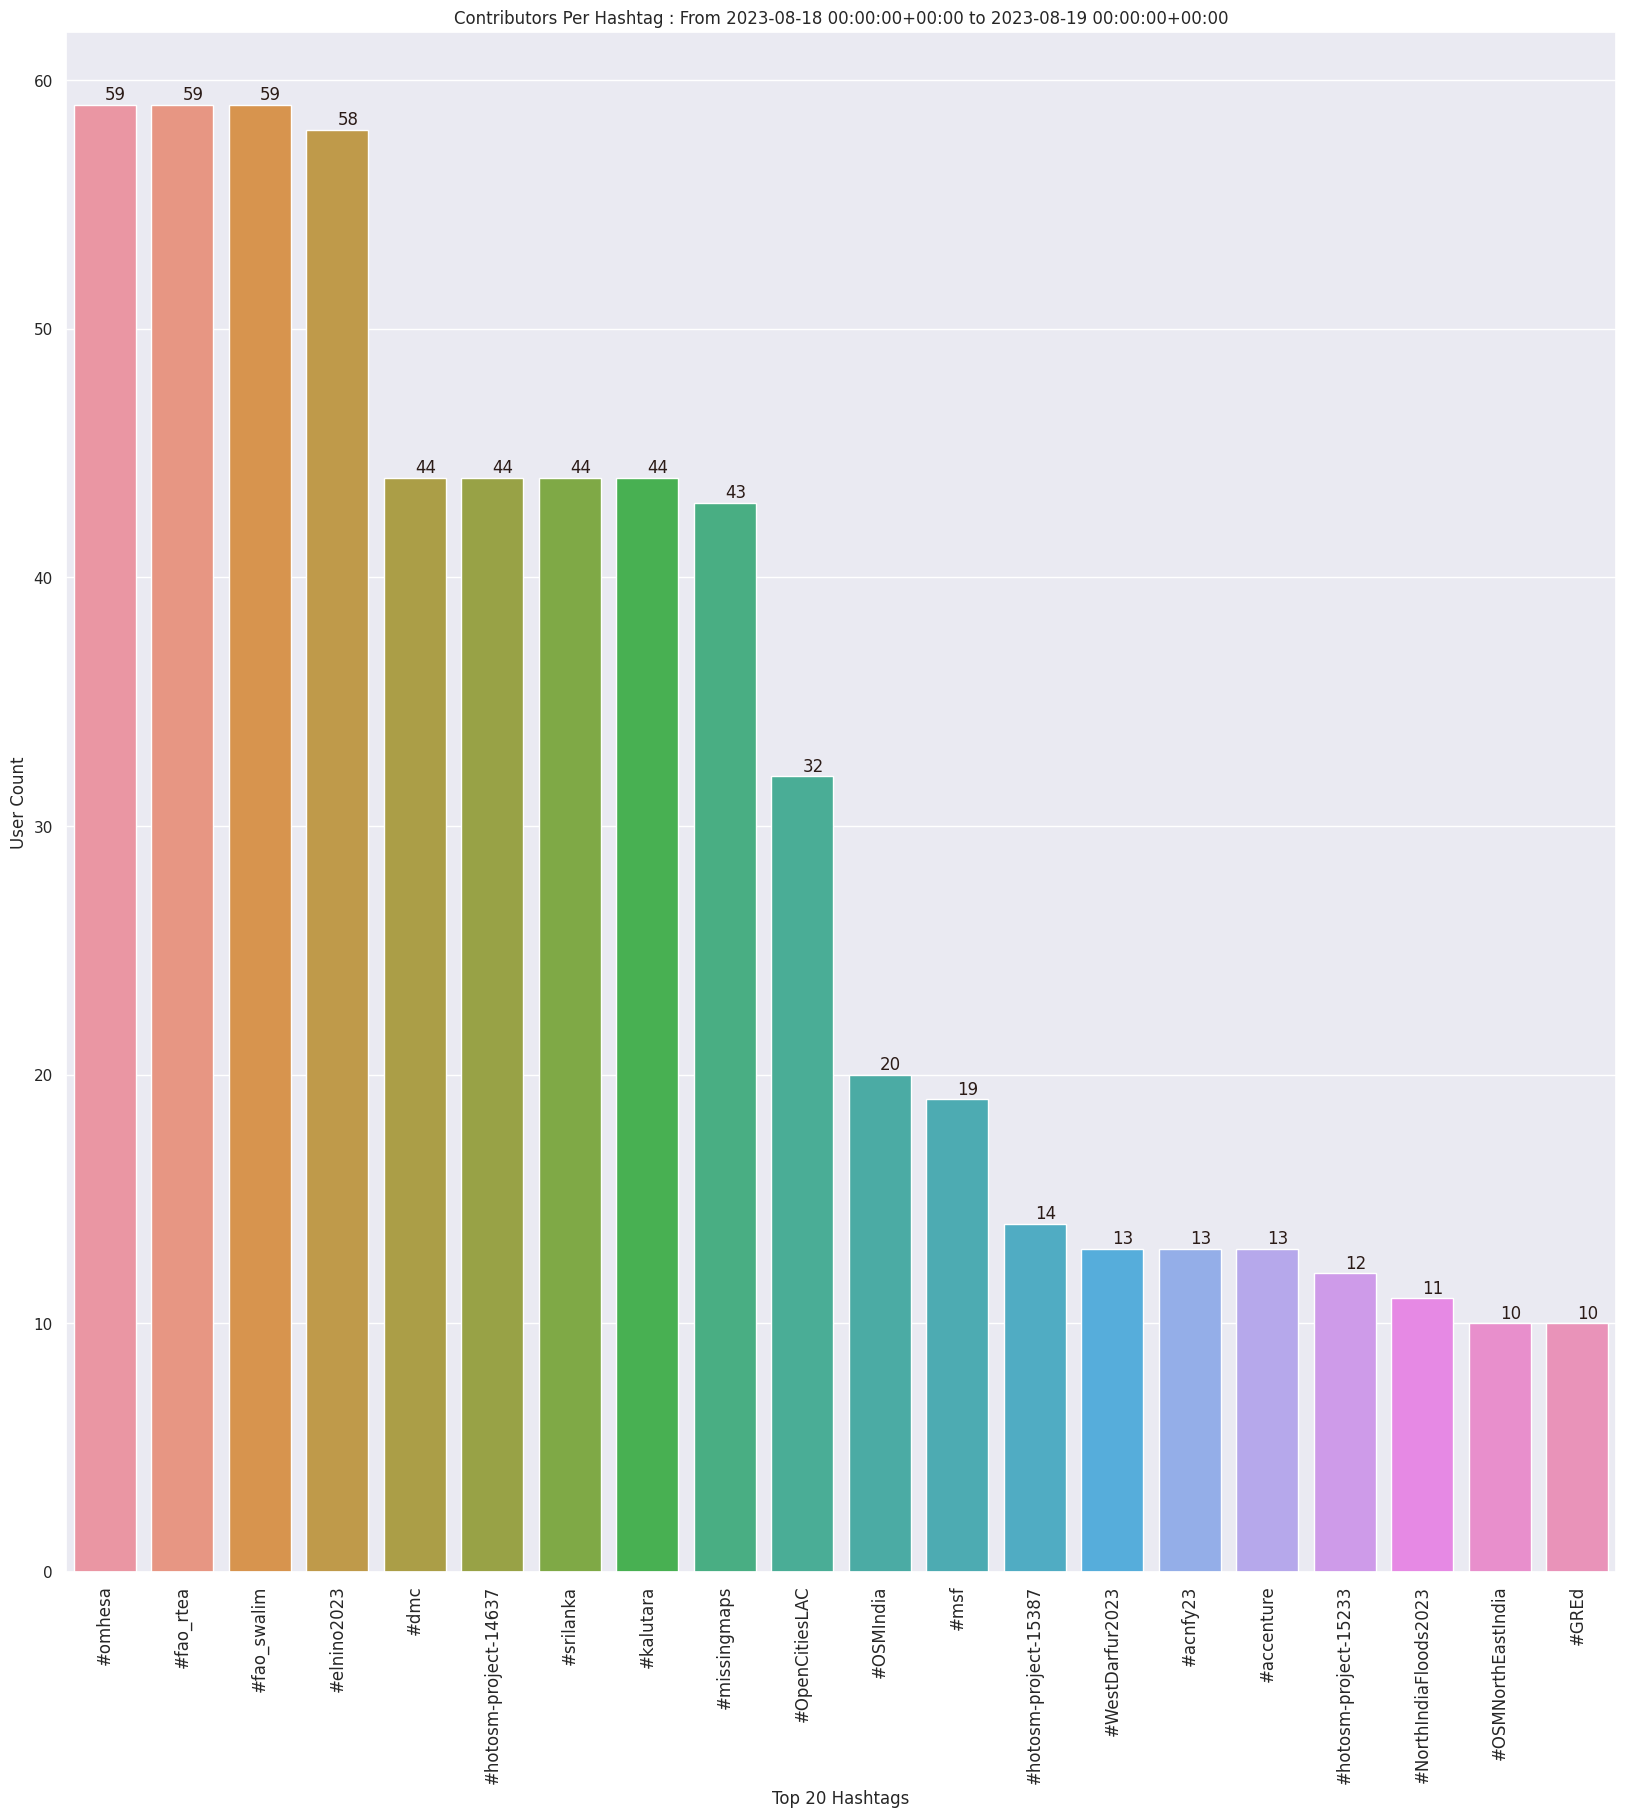 Contributors Per Hashtag : From 2023-08-18 00:00:00+00:00 to 2023-08-19 00:00:00+00:00
User Count
60
50
40
30
20
10
0
59
59
59
58
44
44
44
44
43
32
20
19
14
13
13
13
12
11
10
10
#omhesa
#fao_rtea
#fao_swalim
#elnino2023
#dmc
#hotosm-project-14637
#srilanka
#kalutara
#missingmaps
#OpenCitiesLAC
#OSMIndia
#msf
#hotosm-project-15387
#WestDarfur2023
#acnfy23
#accenture
#hotosm-project-15233
#NorthIndiaFloods2023
#OSMNorthEastIndia
#GREd
Top 20 Hashtags